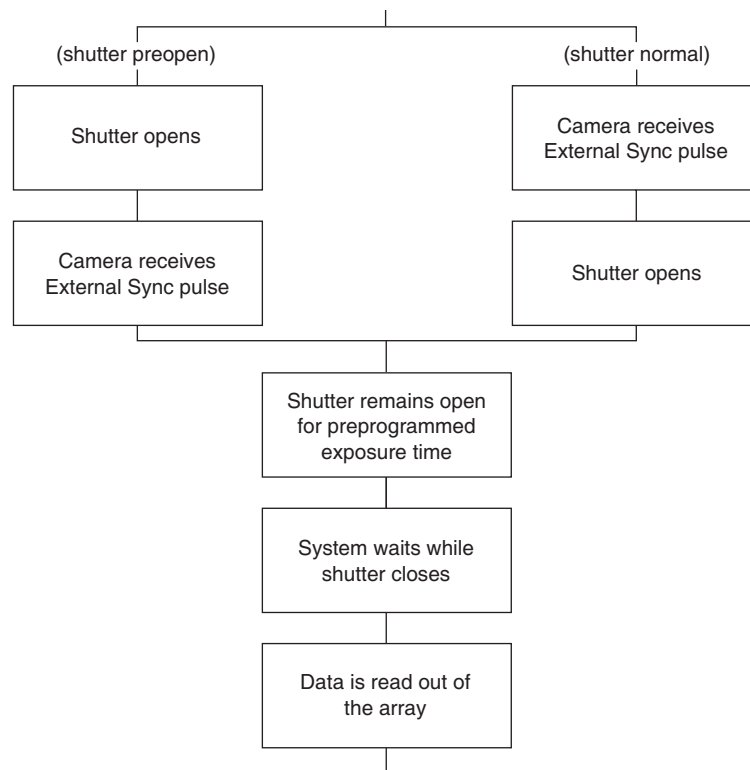 (shutter preopen)
(shutter normal)
Shutter opens
Camera receives
External Sync pulse
Camera receives
External Sync pulse
Shutter opens
Shutter remains open
for preprogrammed
exposure time
System waits while
shutter closes
Data is read out of
the array